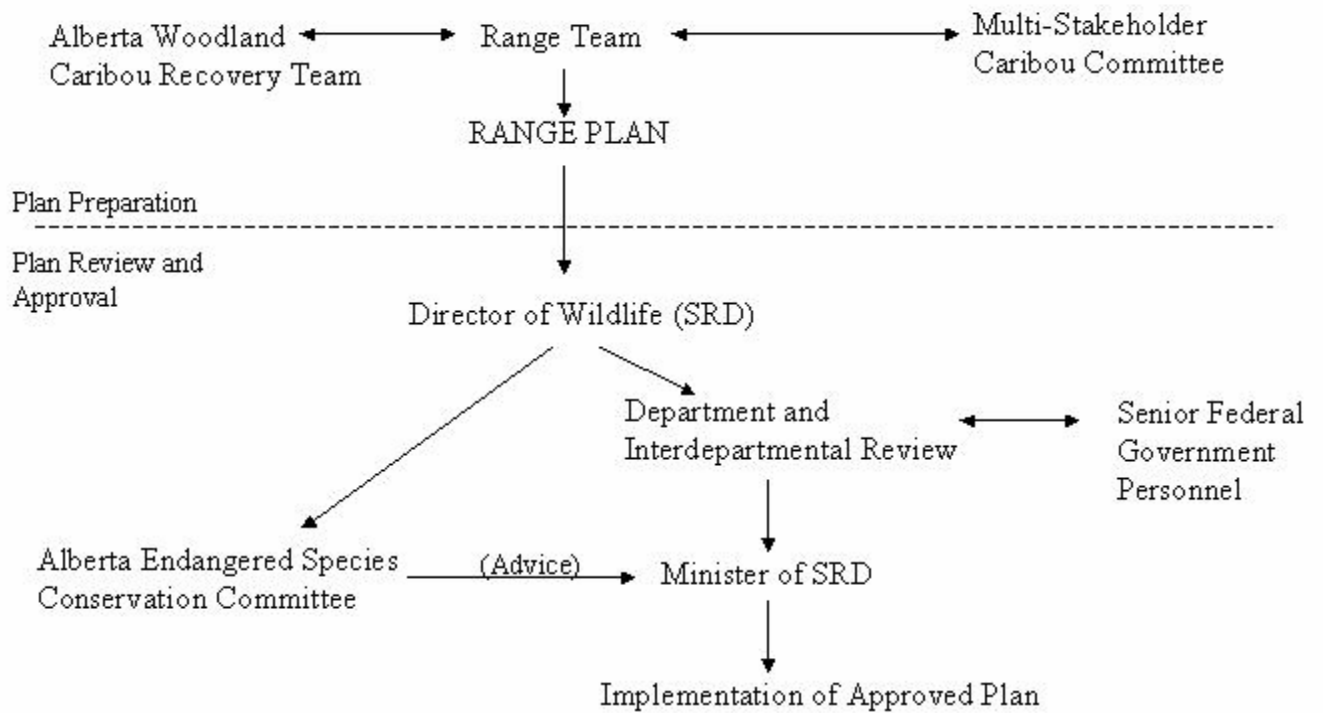 Alberta Woodland
Caribou Recovery Team
Range Team
Multi-Stakeholder
Caribou Committee
RANGE PLAN
Plan Preparation
Plan Review and
Approval
Director of Wildlife (SRD)
Department and
Interdepartmental Review
Senior Federal
Government
Personnel
Alberta Endangered Species
Conservation Committee
(Advice)
Minister of SRD
Implementation of Approved Plan